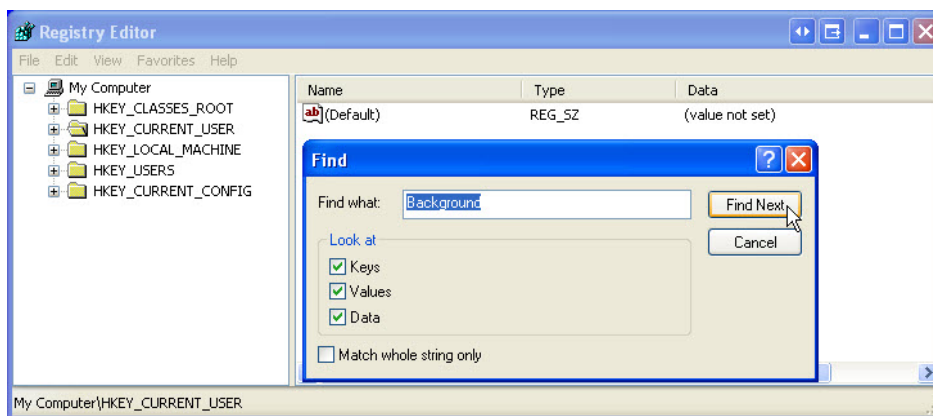 Registry Editor
File Edit View Favorites Help
My Computer
HKEY_CLASSES_ROOT
HKEY_CURRENT_USER
HKEY_LOCAL_MACHINE
HKEY_USERS
HKEY_CURRENT_CONFIG
Name Type Data
ab (Default) REG_SZ (value not set)
Find
Find what: Background Find Next
Cancel
Look at
Keys
Values
Data
Match whole string only
My Computer\HKEY_CURRENT_USER